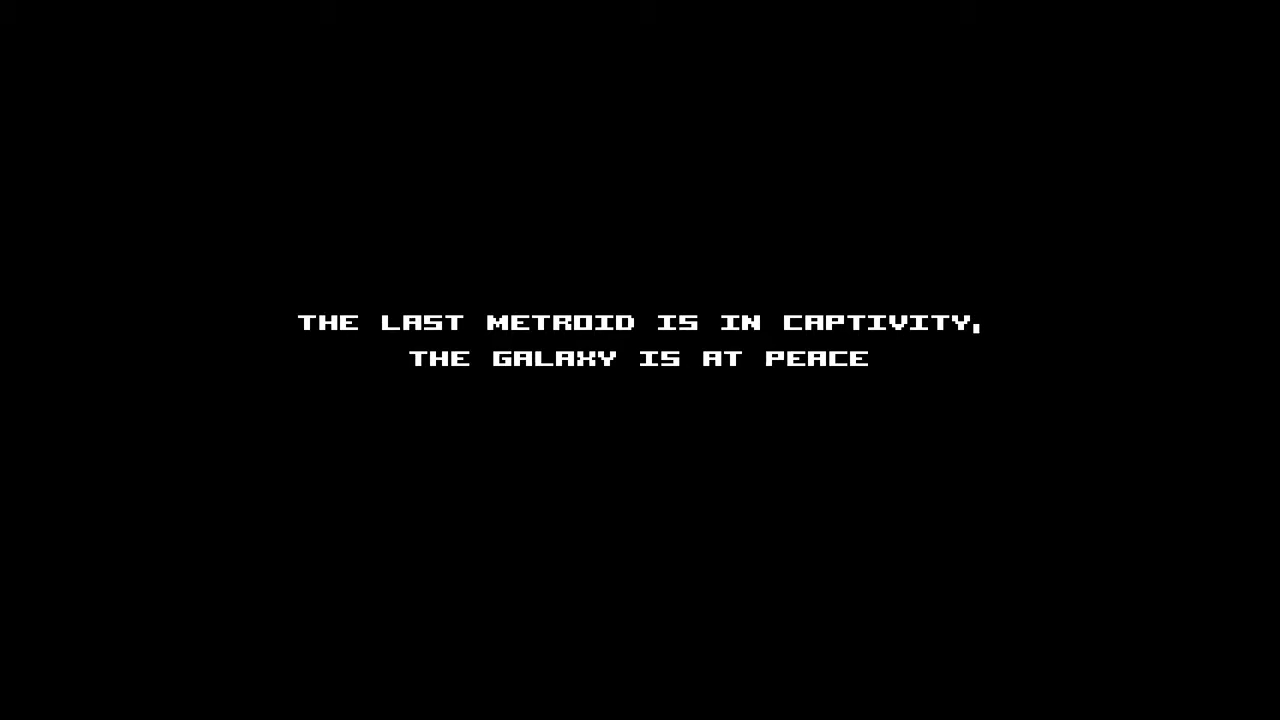 THE LAST METROID IS IN CAPTIVITY,
THE GALAXY IS AT PEACE